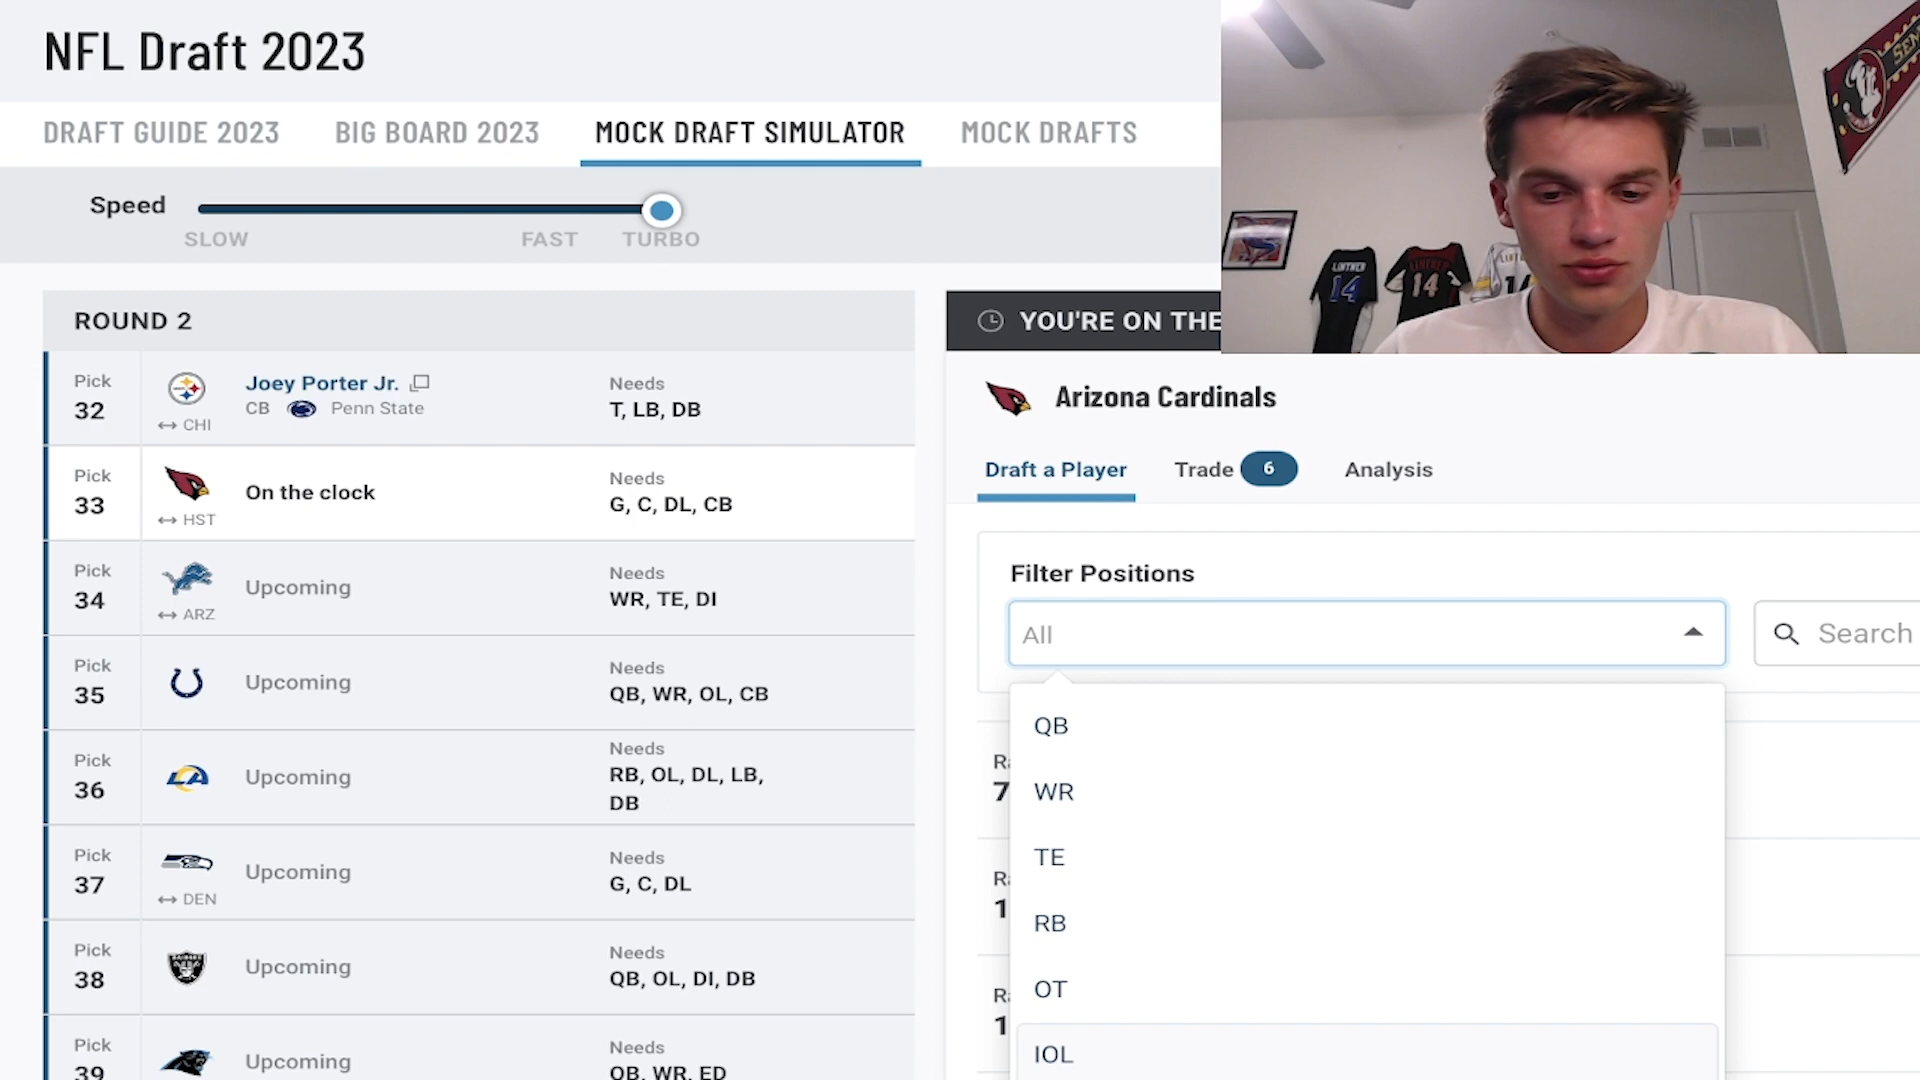 NFL Draft 2023
DRAFT GUIDE 2023 BIG BOARD 2023 MOCK DRAFT SIMULATOR MOCK DRAFTS
Speed
SLOW FAST TURBO
ROUND 2
Pick 32
CHI
Joey Porter Jr.
CB Penn State
Needs
T, LB, DB
Pick 33
HST
On the clock
Needs
G, C, DL, CB
Pick 34
ARZ
Upcoming
Needs
WR, TE, DI
Pick 35
Upcoming
Needs
QB, WR, OL, CB
Pick 36
Upcoming
Needs
RB, OL, DL, LB,
DB
Pick 37
DEN
Upcoming
Needs
G, C, DL
Pick 38
Upcoming
Needs
QB, OL, DI, DB
Pick 39
Upcoming
Needs
QB, WR, ED
YOU'RE ON THE
Arizona Cardinals
Draft a Player Trade 6 Analysis
Filter Positions
All
Search
QB
WR
TE
RB
OT
IOL
LINTNER
14
14